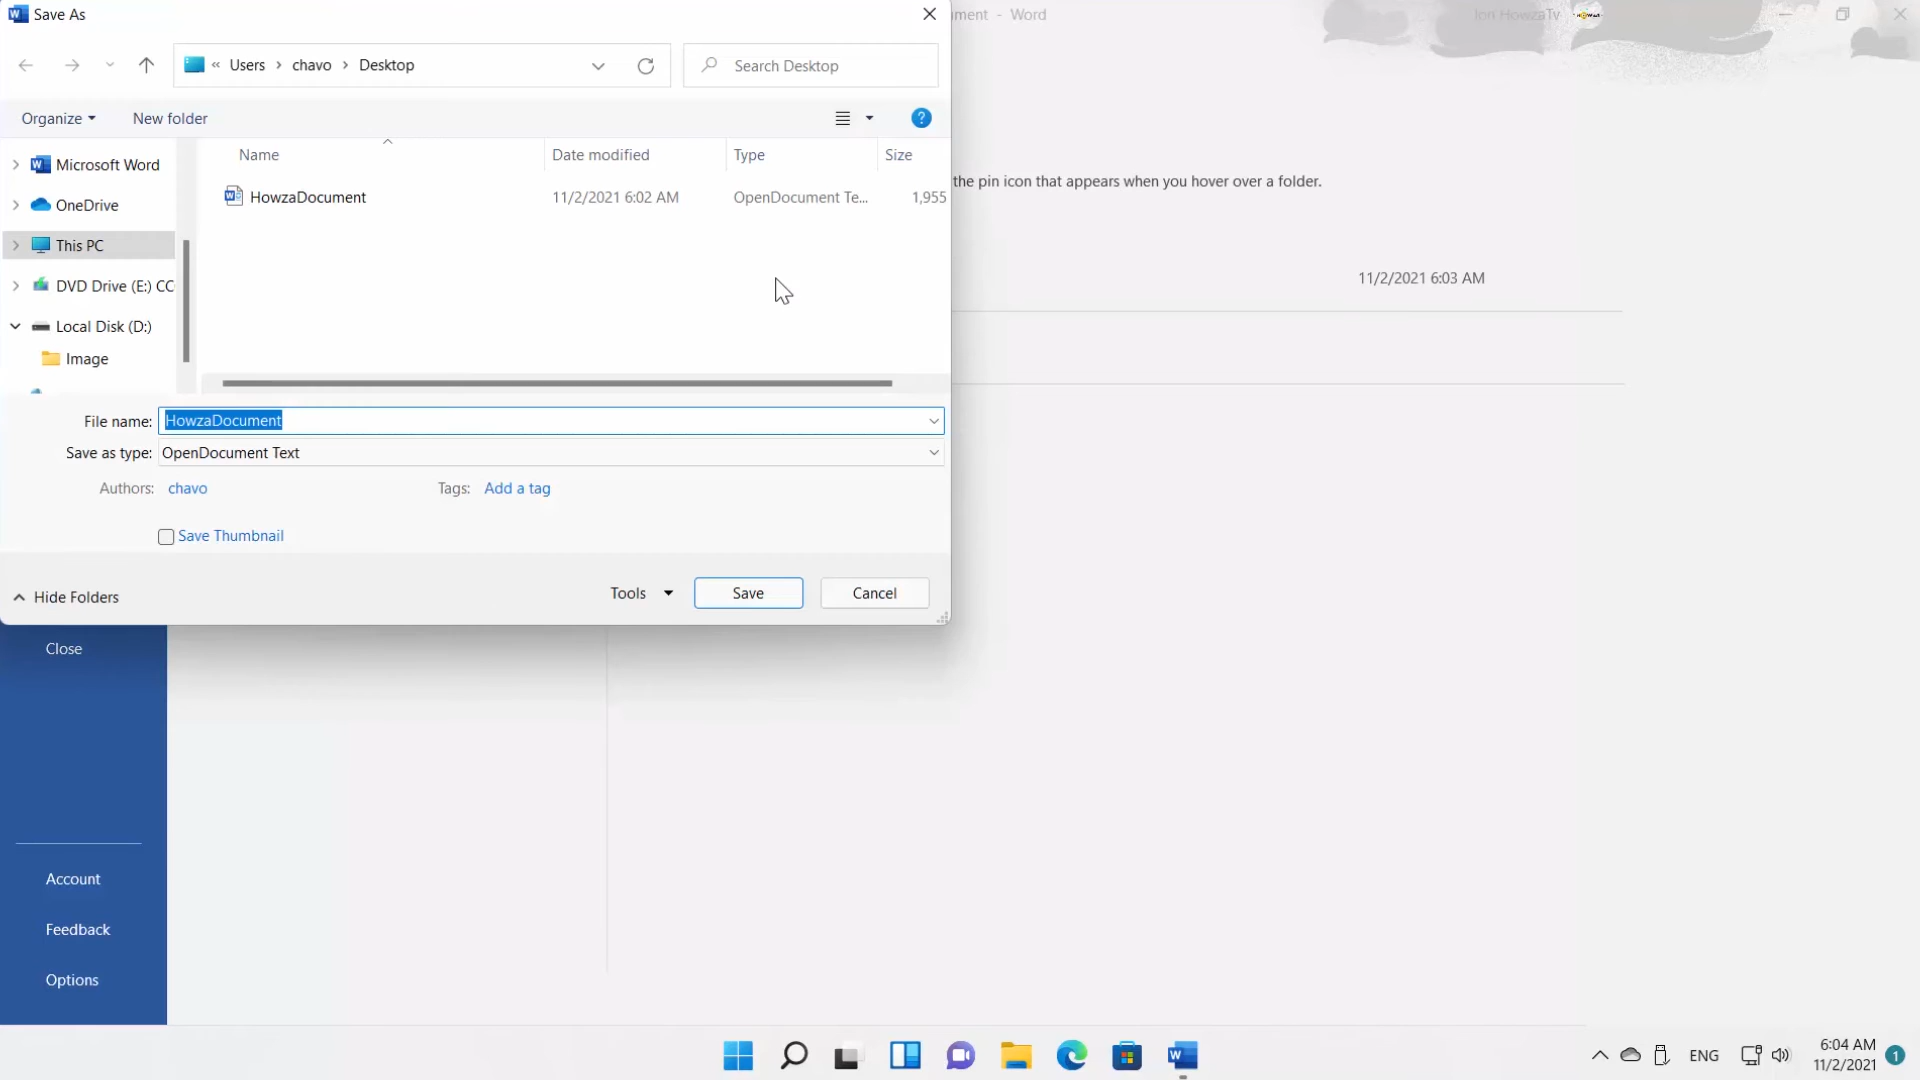 Save As
ment - Word
Ion HowzaTv
« Users > chavo > Desktop
Search Desktop
Organize
New folder
?
Name
Date modified
Type
Size
Microsoft Word
HowzaDocument
11/2/2021 6:02 AM
OpenDocument Te...
1,955
the pin icon that appears when you hover over a folder.
OneDrive
This PC
DVD Drive (E:) CC
11/2/2021 6:03 AM
Local Disk (D:)
Image
File name: HowzaDocument
Save as type: OpenDocument Text
Authors: chavo
Tags: Add a tag
Save Thumbnail
Hide Folders
Tools
Save
Cancel
Close
Account
Feedback
Options
ENG
6:04 AM
11/2/2021
1